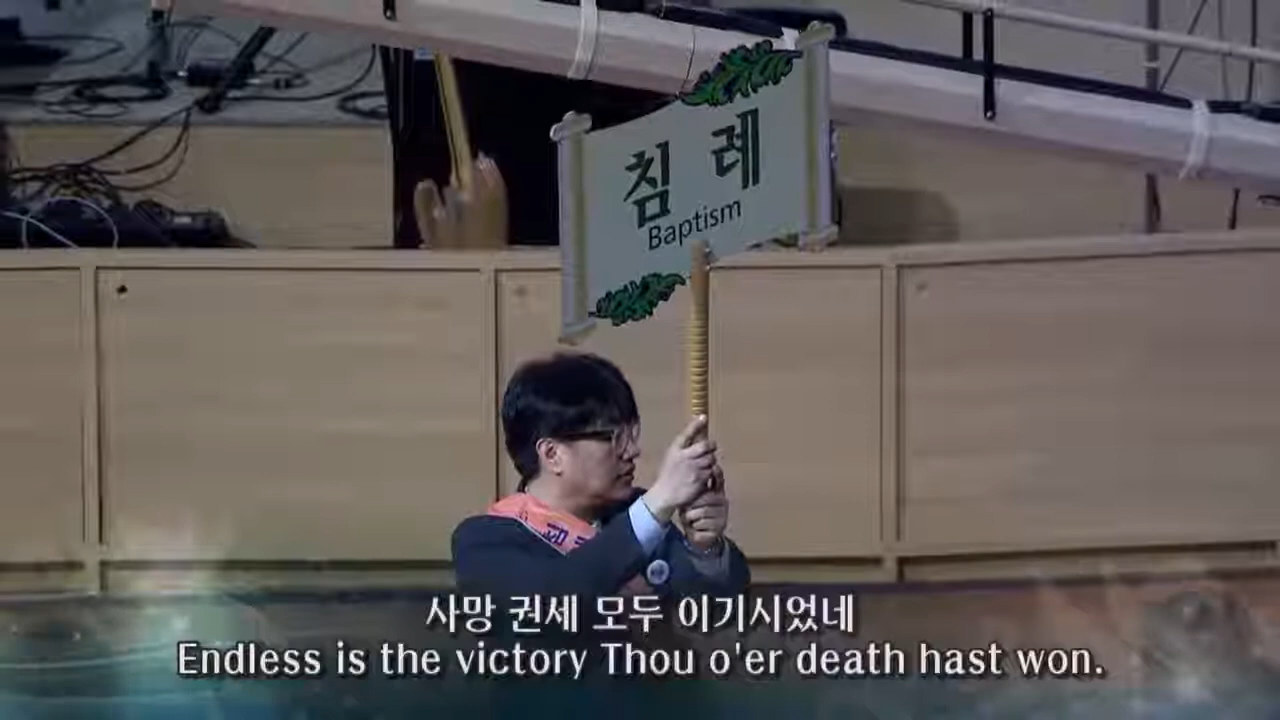 침 레
Baptism
사망 권세 모두 이기시었네
Endless is the victory Thou o'er death hast won.